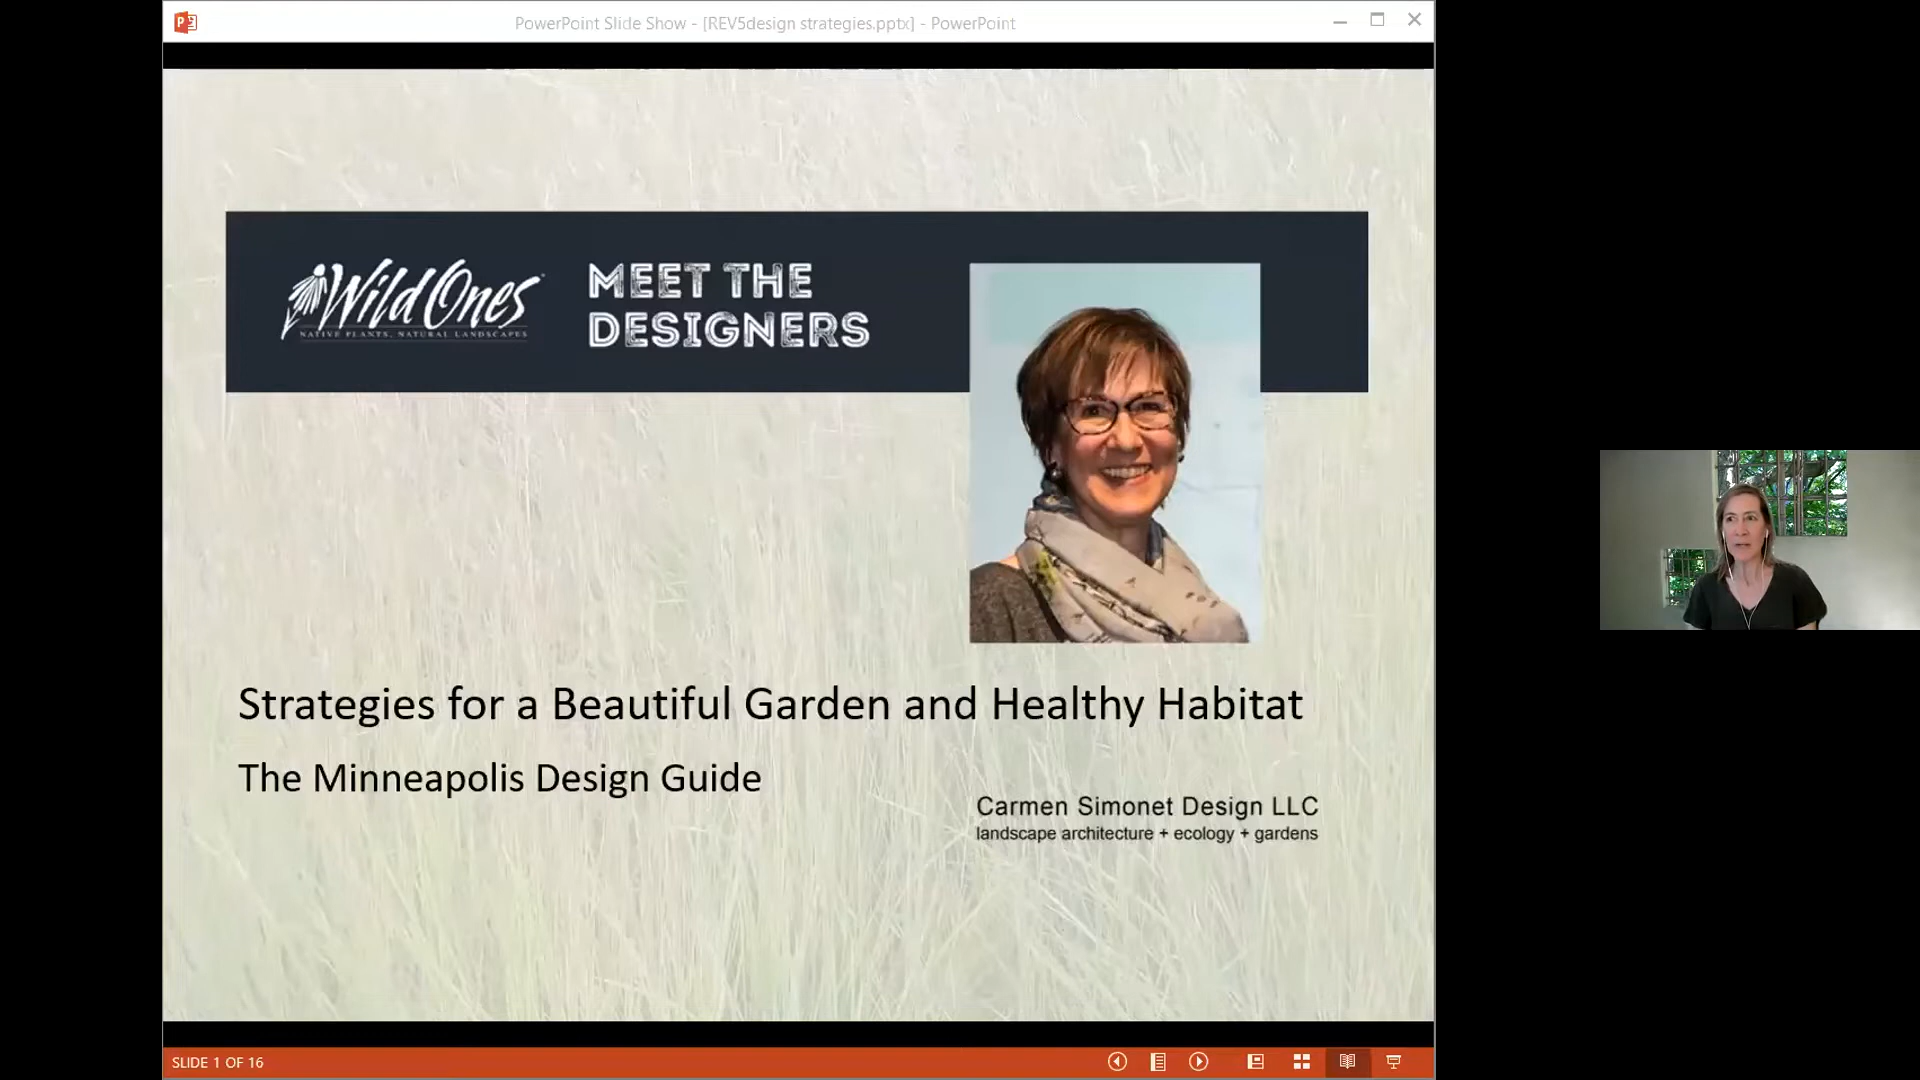 PowerPoint Slide Show - [REV5design strategies.pptx] - PowerPoint
Wild Ones
NATIVE PLANTS, NATURAL LANDSCAPES
MEET THE
DESIGNERS
Strategies for a Beautiful Garden and Healthy Habitat
The Minneapolis Design Guide
Carmen Simonet Design LLC
landscape architecture + ecology + gardens
SLIDE 1 OF 16